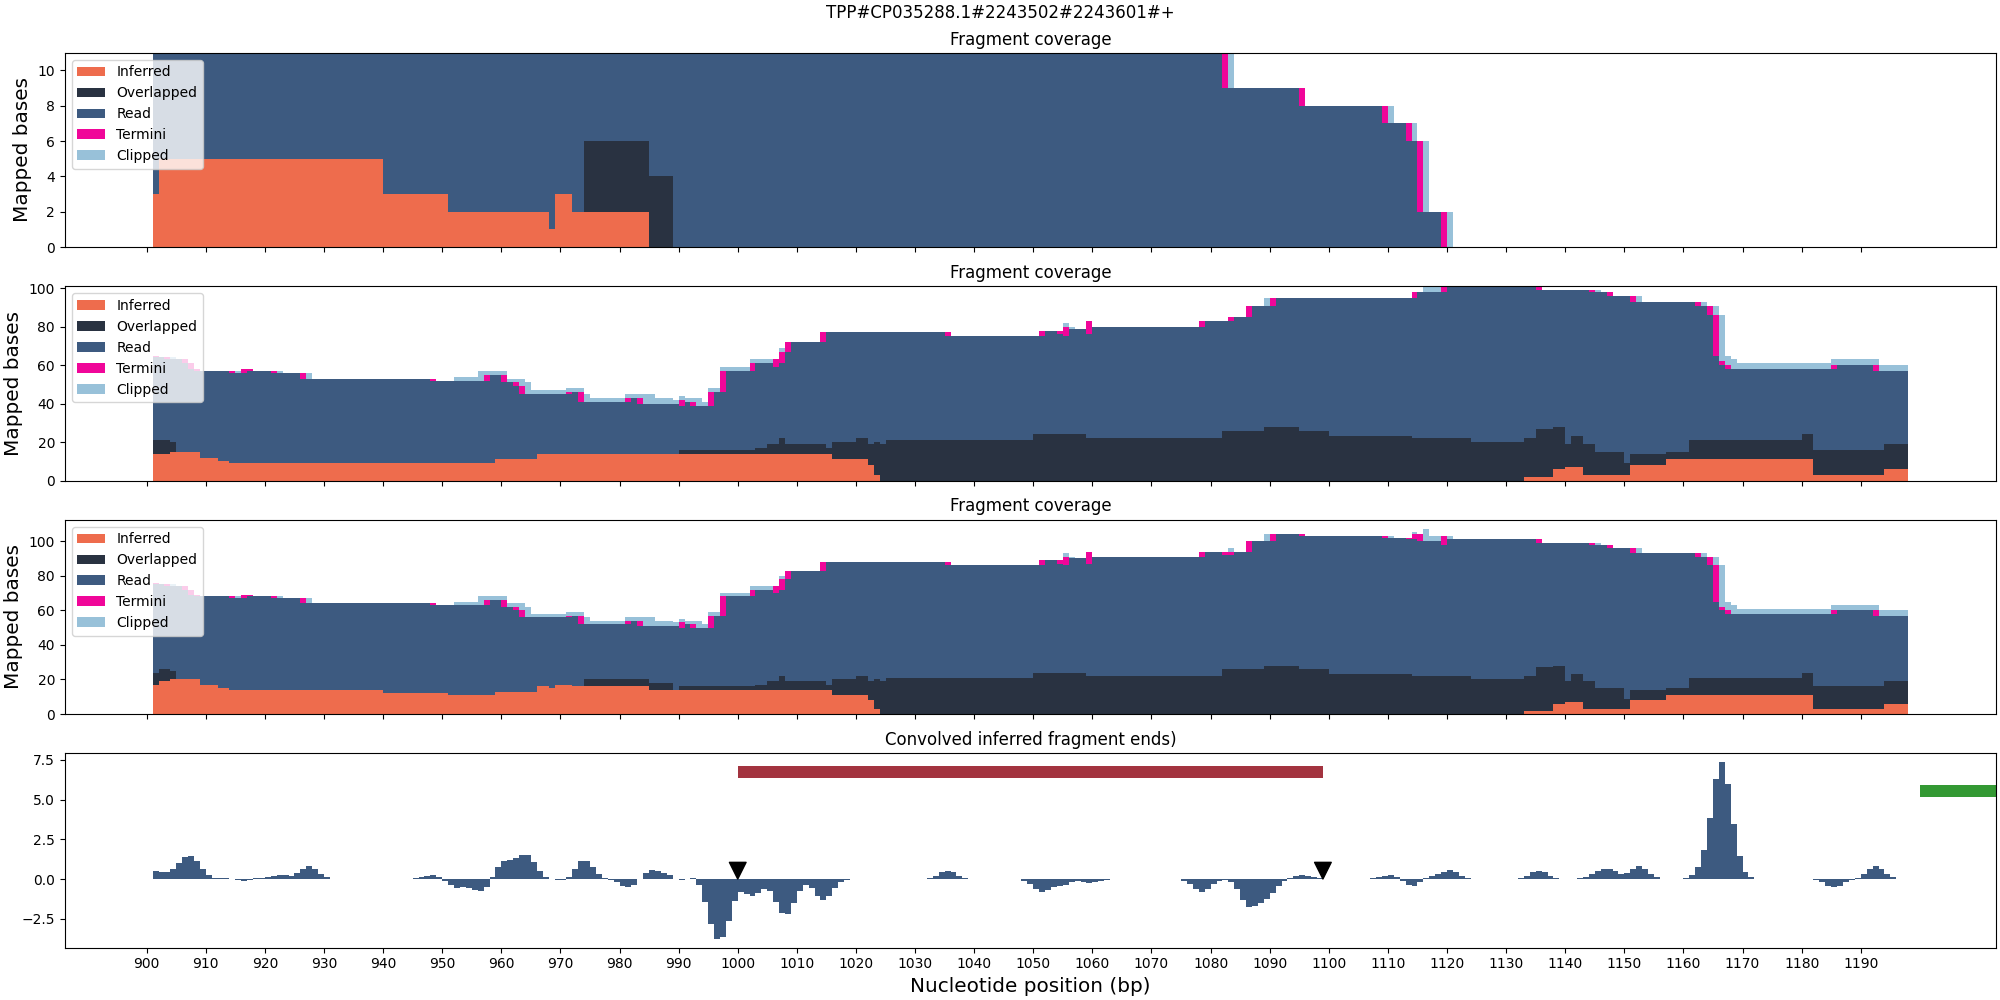 TPP#CP035288.1#2243502#2243601#+
Fragment coverage
Mapped bases
10
8
6
4
2
0
Inferred
Overlapped
Read
Termini
Clipped
Fragment coverage
Mapped bases
100
80
60
40
20
0
Inferred
Overlapped
Read
Termini
Clipped
Fragment coverage
Mapped bases
100
80
60
40
20
0
Inferred
Overlapped
Read
Termini
Clipped
Convolved inferred fragment ends)
7.5
5.0
2.5
0.0
−2.5
900 910 920 930 940 950 960 970 980 990 1000 1010 1020 1030 1040 1050 1060 1070 1080 1090 1100 1110 1120 1130 1140 1150 1160 1170 1180 1190
Nucleotide position (bp)